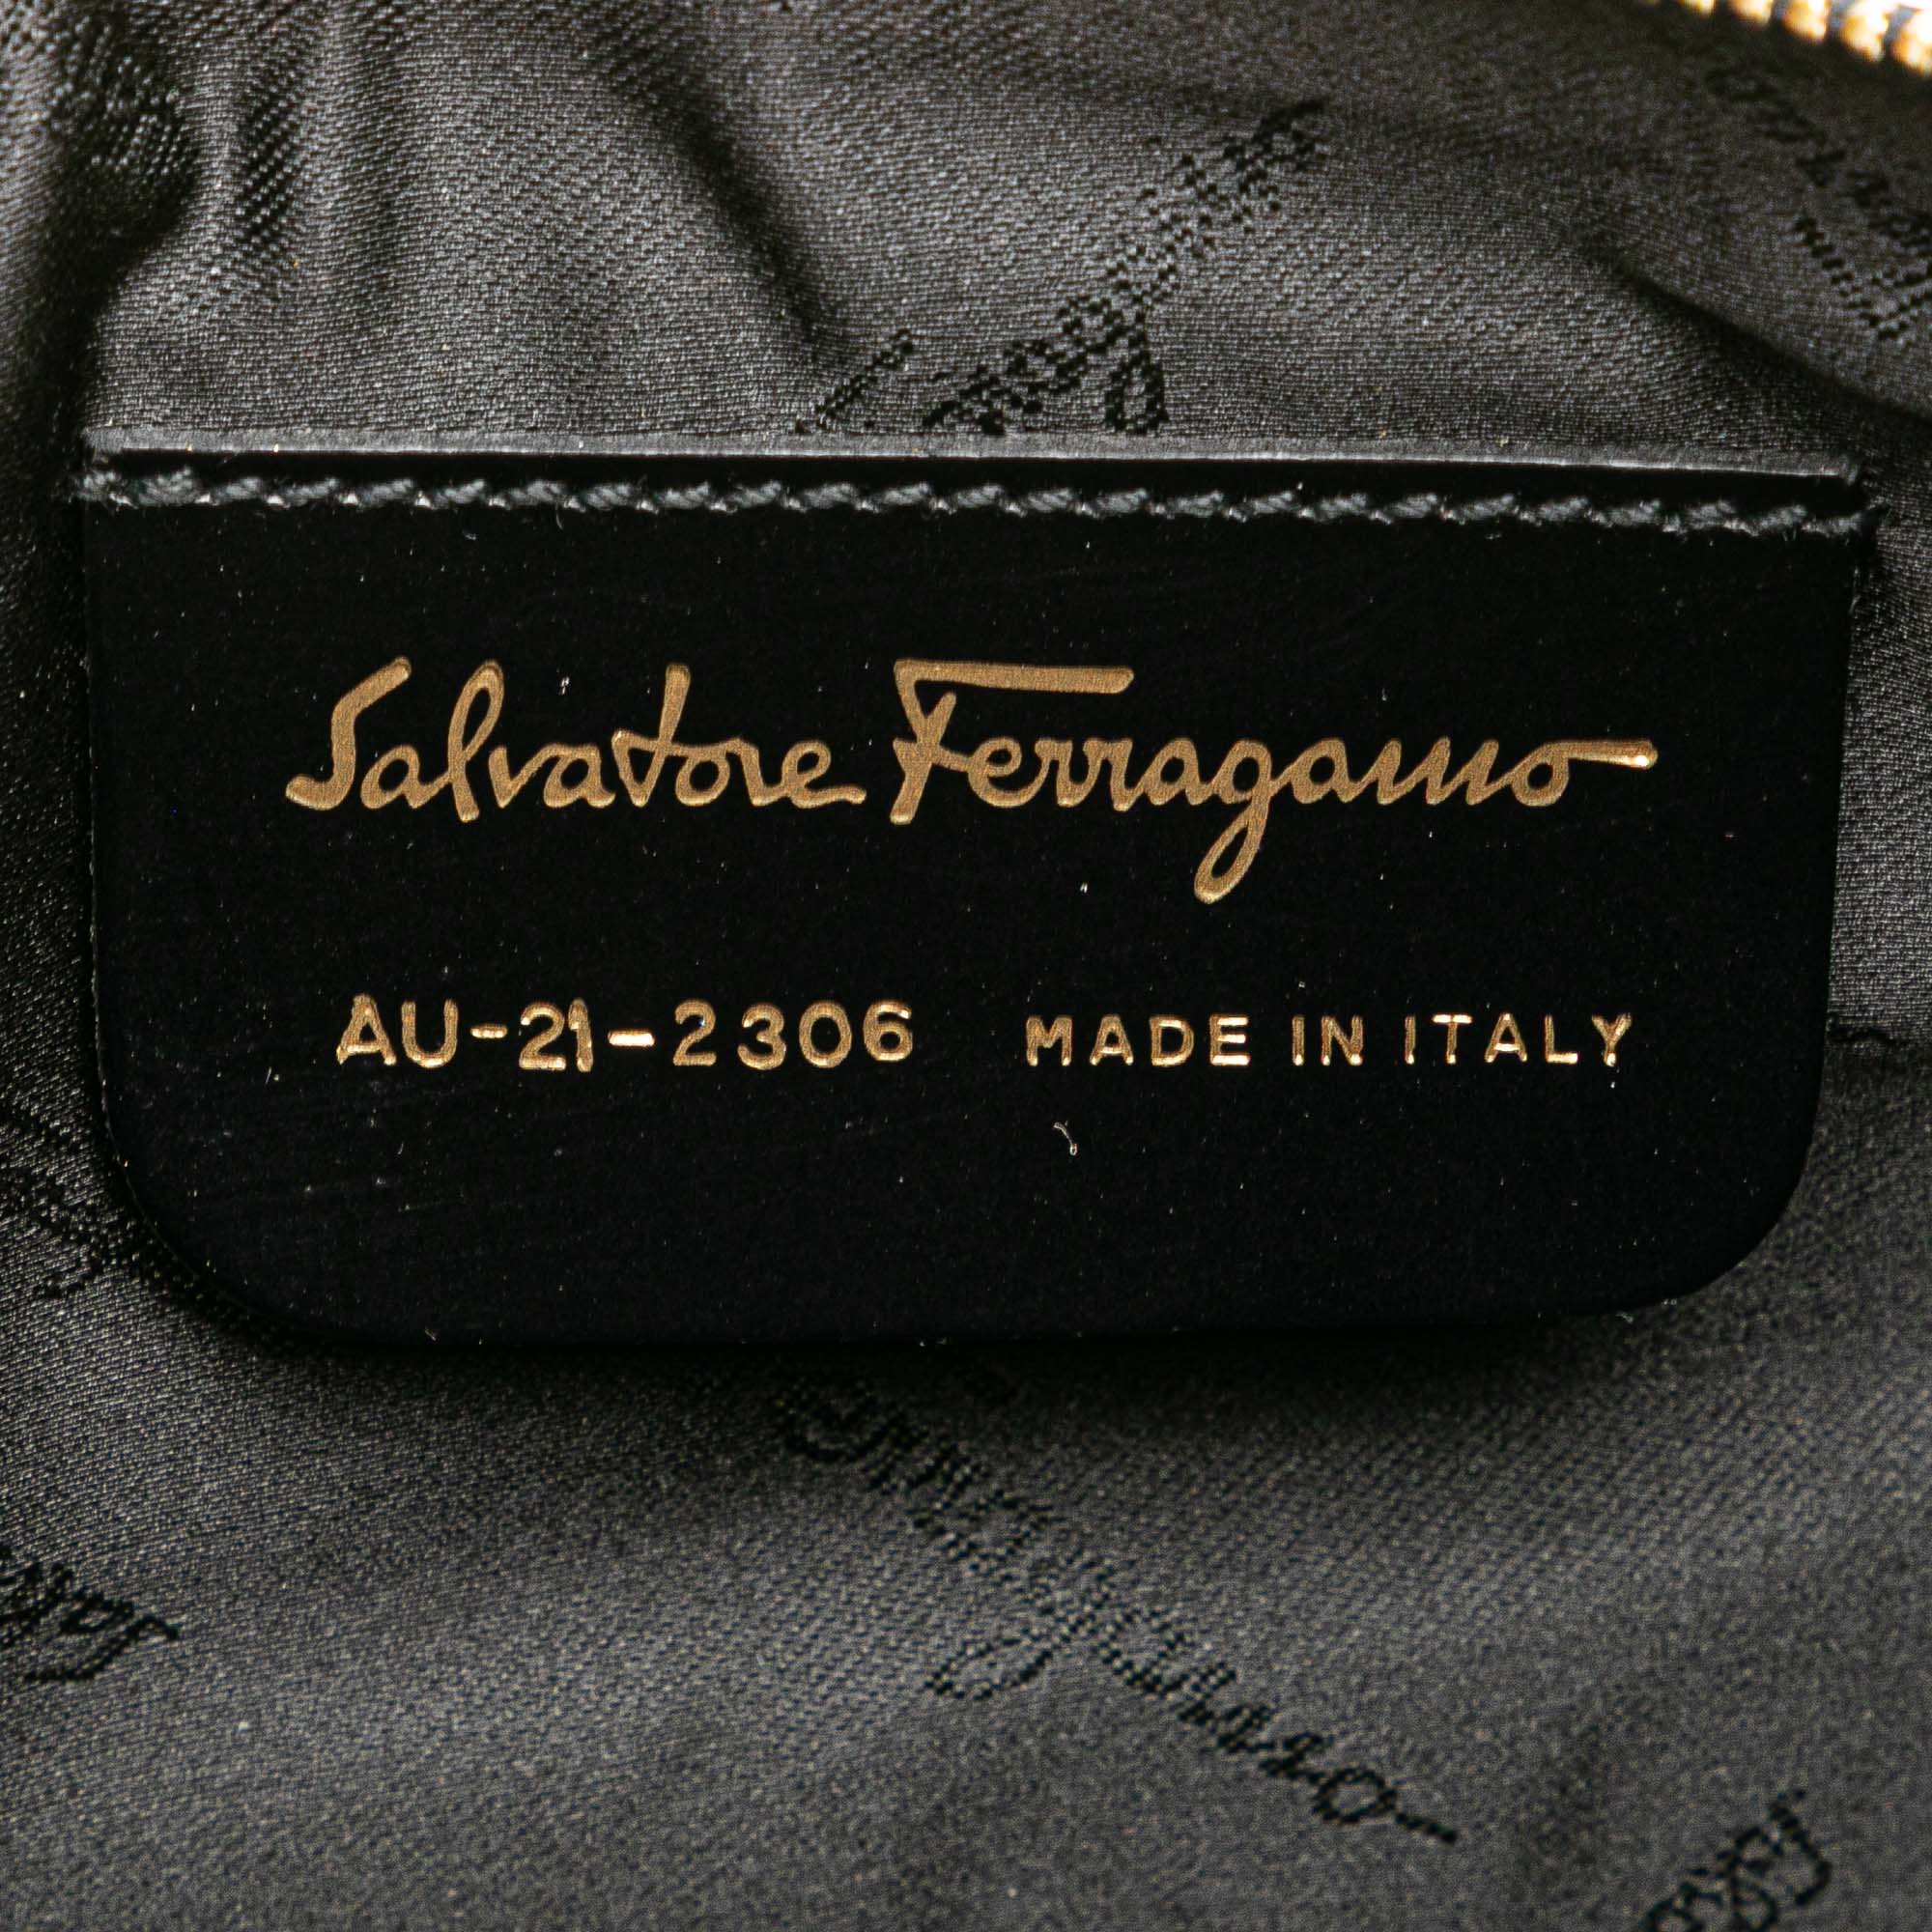 Salvatore Ferragamo
AU-21-2306 MADE IN ITALY